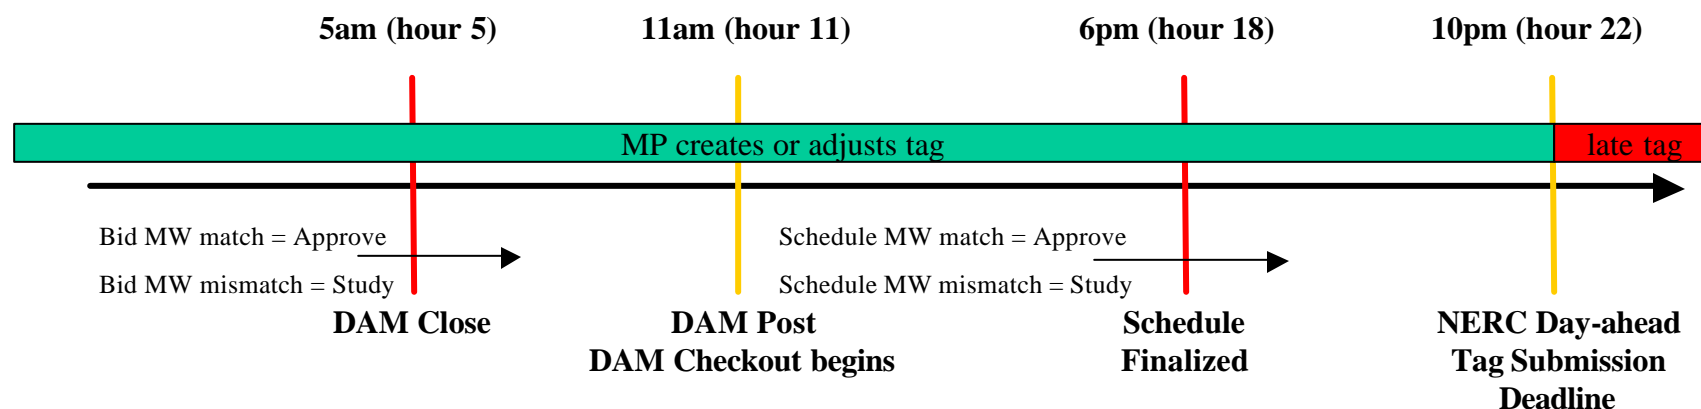 5am (hour 5)
11am (hour 11)
6pm (hour 18)
10pm (hour 22)
MP creates or adjusts tag
late tag
Bid MW match = Approve
Bid MW mismatch = Study
Schedule MW match = Approve
Schedule MW mismatch = Study
DAM Close
DAM Post
DAM Checkout begins
Schedule
Finalized
NERC Day-ahead
Tag Submission
Deadline